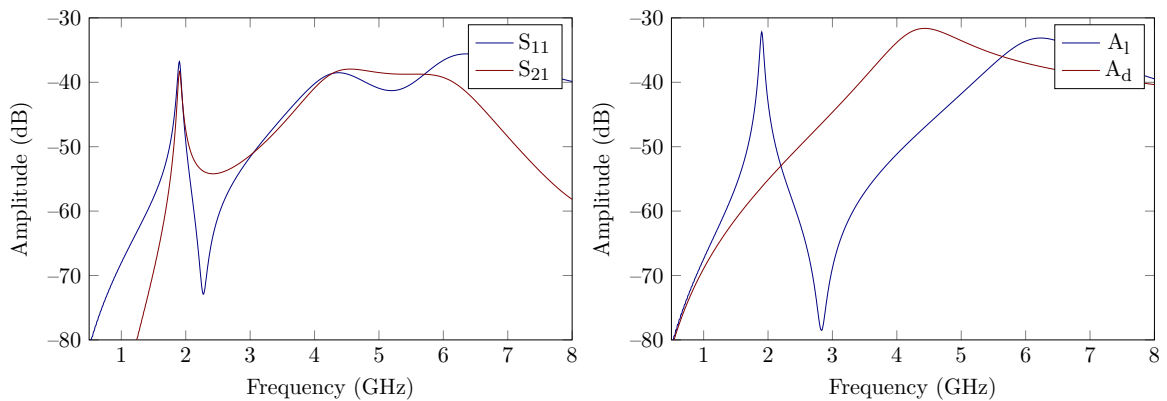 –30
–40
–50
–60
–70
–80
1 2 3 4 5 6 7 8
Frequency (GHz)
Amplitude (dB)
S11
S21
–30
–40
–50
–60
–70
–80
1 2 3 4 5 6 7 8
Frequency (GHz)
Amplitude (dB)
Al
Ad